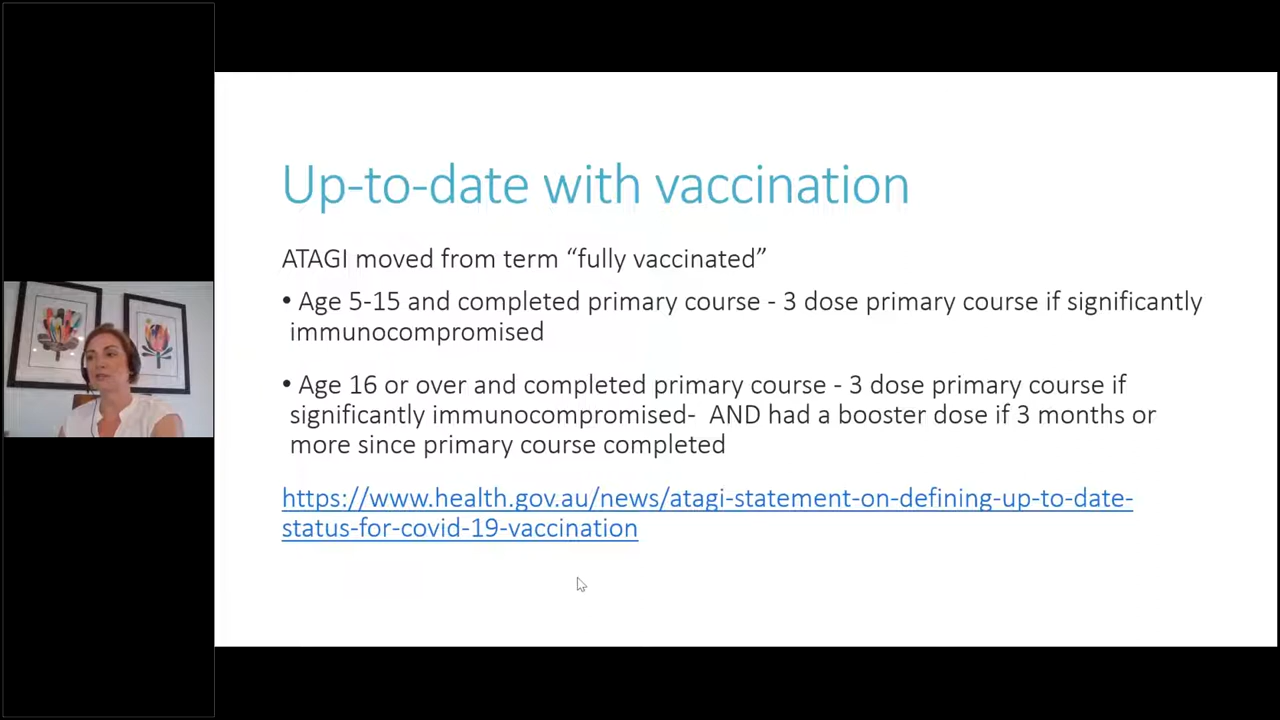 Up-to-date with vaccination
ATAGI moved from term “fully vaccinated”
• Age 5-15 and completed primary course - 3 dose primary course if significantly
immunocompromised
• Age 16 or over and completed primary course - 3 dose primary course if
significantly immunocompromised- AND had a booster dose if 3 months or
more since primary course completed
https://www.health.gov.au/news/atagi-statement-on-defining-up-to-date-
status-for-covid-19-vaccination